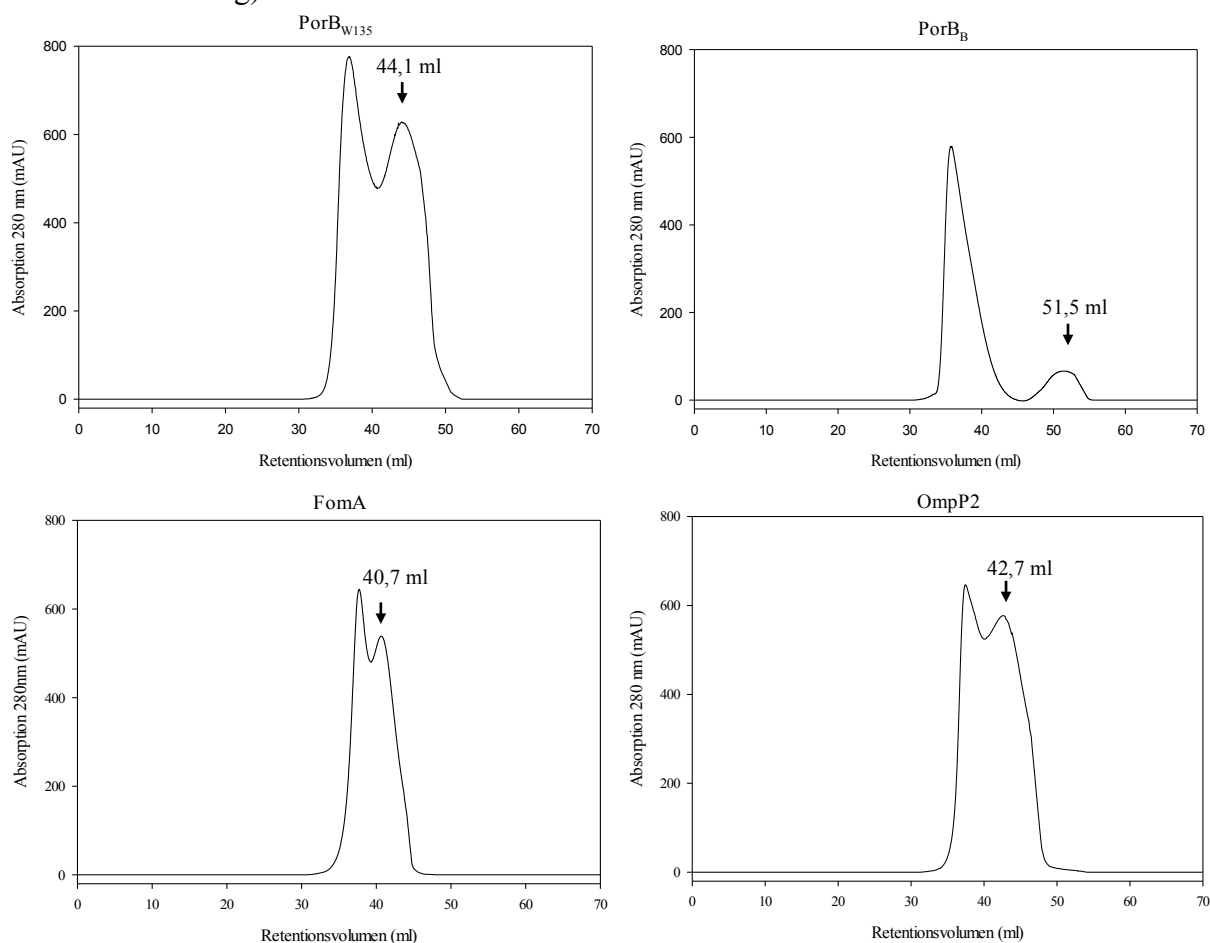 g)
PorB_W135
800
600
400
200
0
0 10 20 30 40 50 60 70
Absorption 280 nm (mAU)
Retentionsvolumen (ml)
44,1 ml
PorB_B
800
600
400
200
0
0 10 20 30 40 50 60 70
Absorption 280 nm (mAU)
Retentionsvolumen (ml)
51,5 ml
FomA
800
600
400
200
0
0 10 20 30 40 50 60 70
Absorption 280nm (mAU)
Retentionsvolumen (ml)
40,7 ml
OmpP2
800
600
400
200
0
0 10 20 30 40 50 60 70
Absorption 280 nm (mAU)
Retentionsvolumen (ml)
42,7 ml